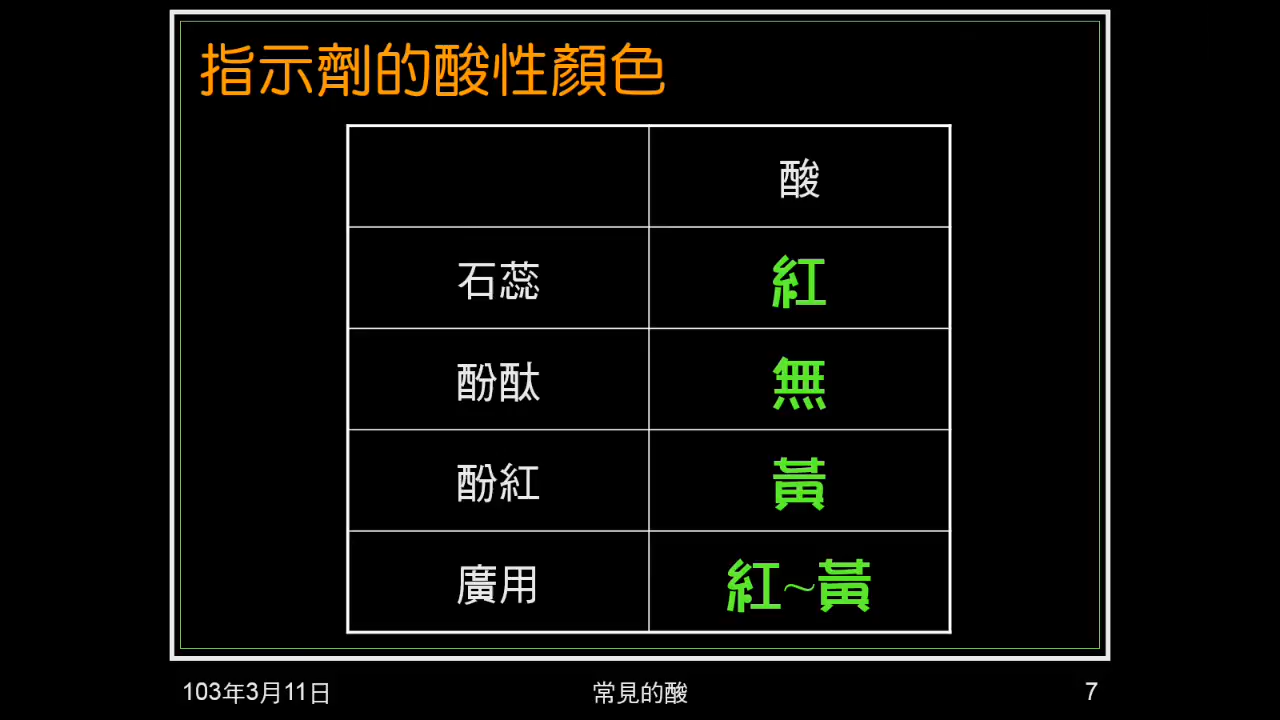 指示劑的酸性顏色
酸
石蕊 紅
酚酞 無
酚紅 黃
廣用 紅~黃
103年3月11日 常見的酸 7